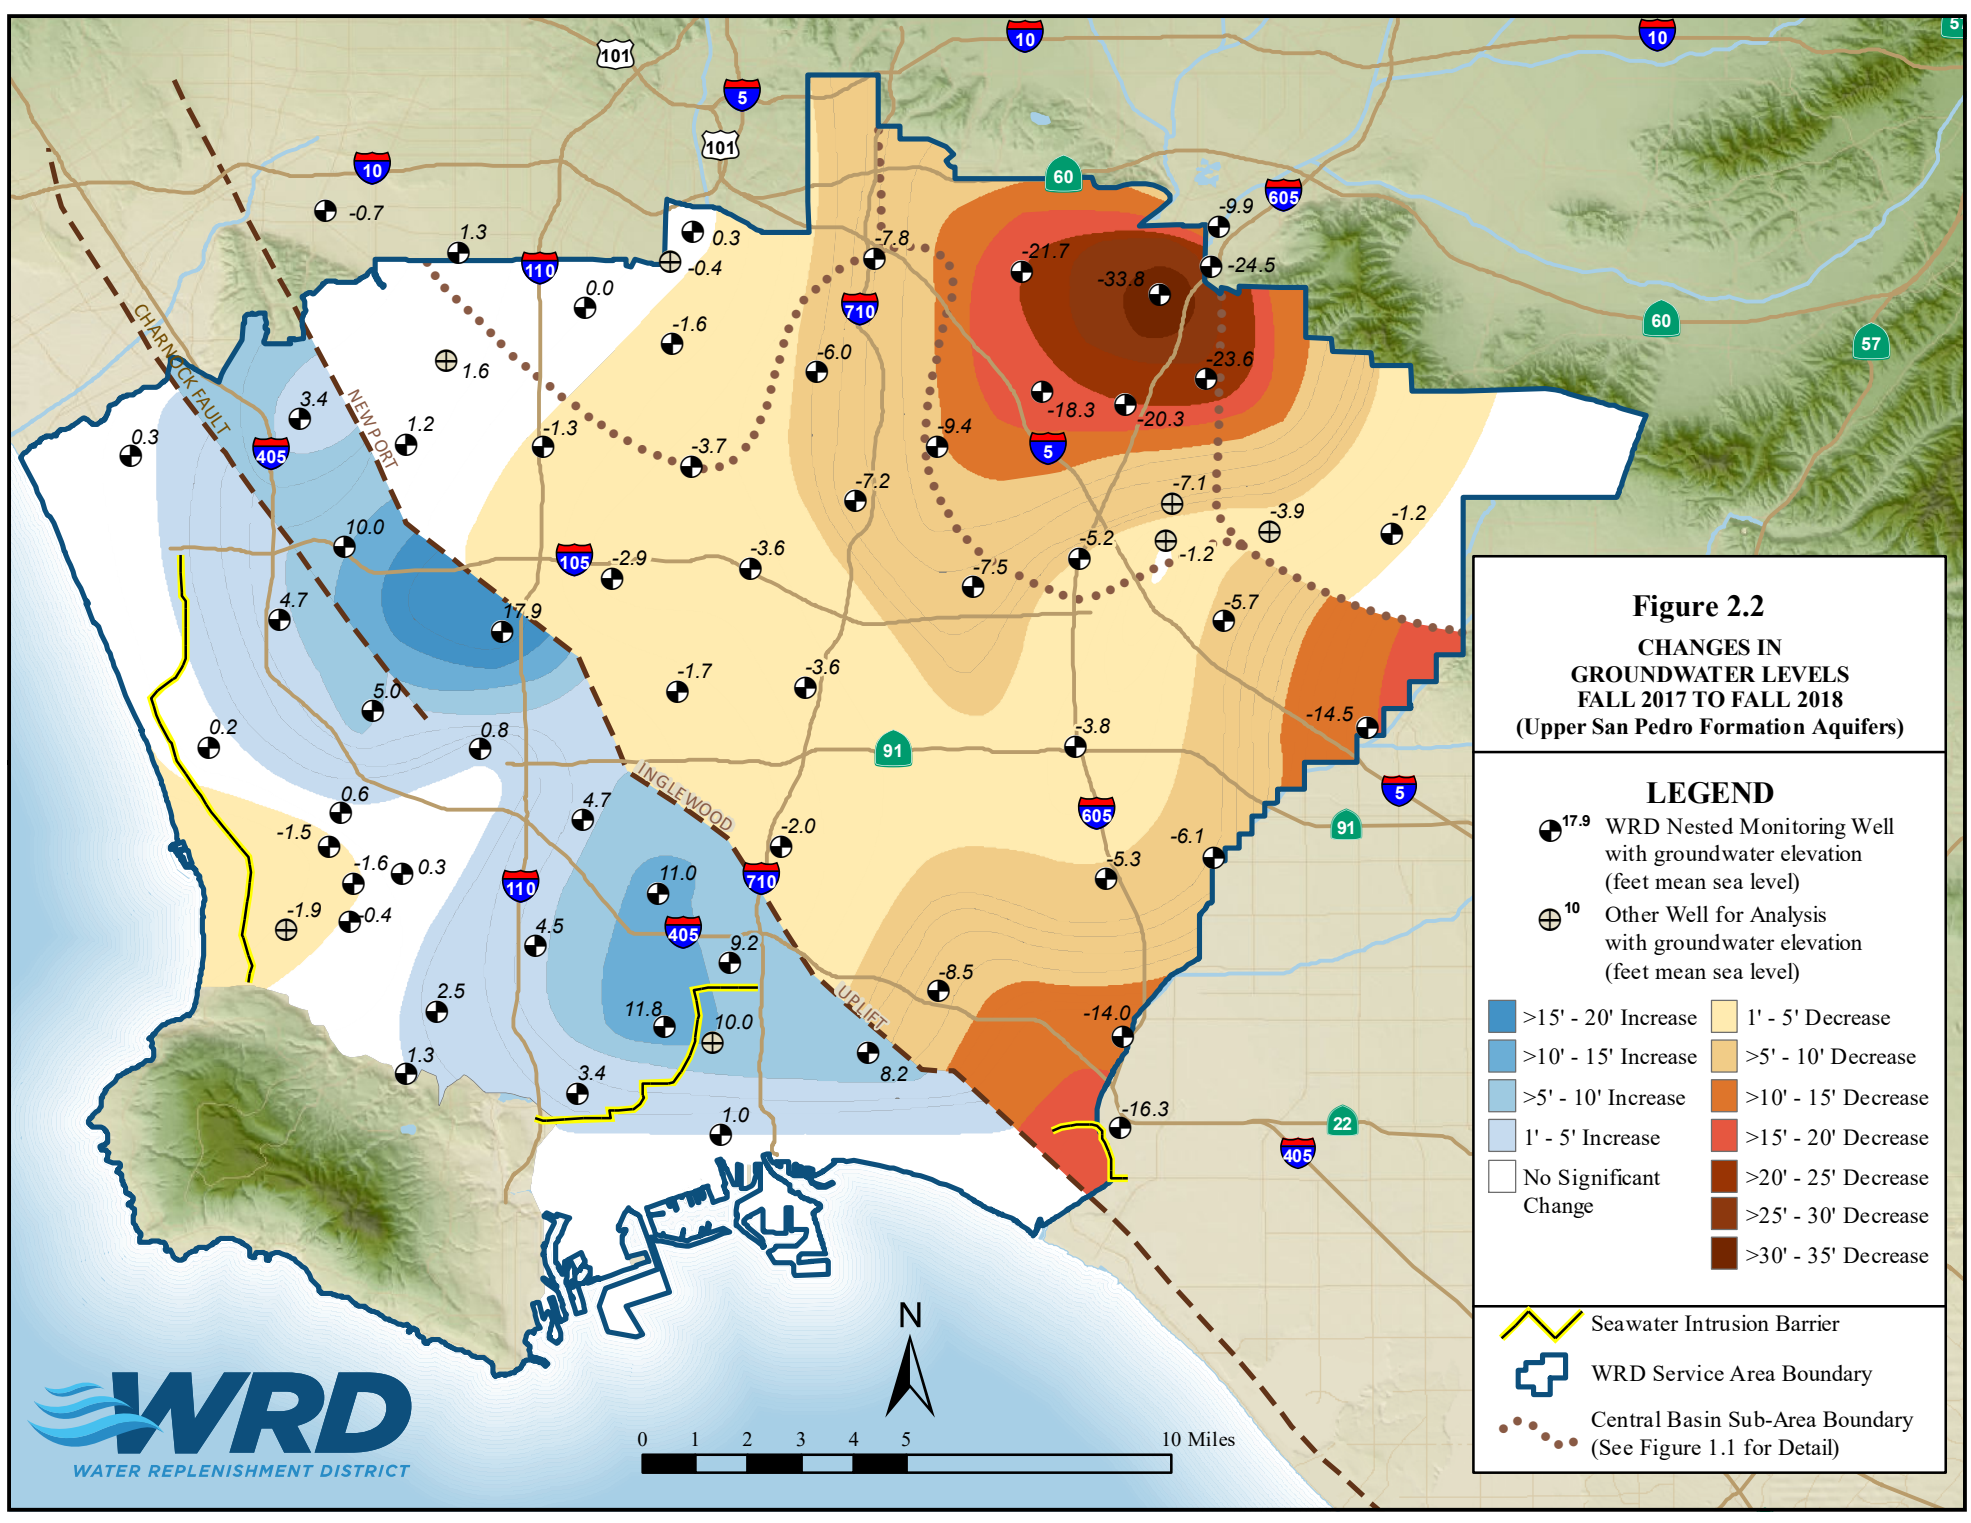 10
10
5
101
5
101
10
60
605
-9.9
-0.7
1.3
0.3
-7.8
-21.7
-24.5
110
-0.4
-33.8
0.0
710
60
57
CHARNOCK FAULT
-1.6
-6.0
-23.6
1.6
NEWPORT
3.4
-18.3
-20.3
0.3
405
1.2
-1.3
-3.7
-9.4
5
-7.2
-7.1
-3.9
-1.2
10.0
105
-2.9
-3.6
-5.2
-1.2
-7.5
4.7
17.9
-5.7
5.0
-1.7
-3.6
-14.5
0.2
0.8
91
-3.8
5
INGLEWOOD
0.6
4.7
605
91
-1.5
-2.0
-6.1
-1.6
0.3
110
11.0
710
-5.3
-1.9
-0.4
4.5
405
9.2
-8.5
2.5
11.8
10.0
UPLIFT
-14.0
1.3
3.4
8.2
1.0
-16.3
22
405
Figure 2.2
CHANGES IN
GROUNDWATER LEVELS
FALL 2017 TO FALL 2018
(Upper San Pedro Formation Aquifers)
LEGEND
17.9 WRD Nested Monitoring Well
with groundwater elevation
(feet mean sea level)
10 Other Well for Analysis
with groundwater elevation
(feet mean sea level)
>15' - 20' Increase
>10' - 15' Increase
>5' - 10' Increase
1' - 5' Increase
No Significant
Change
1' - 5' Decrease
>5' - 10' Decrease
>10' - 15' Decrease
>15' - 20' Decrease
>20' - 25' Decrease
>25' - 30' Decrease
>30' - 35' Decrease
Seawater Intrusion Barrier
WRD Service Area Boundary
Central Basin Sub-Area Boundary
(See Figure 1.1 for Detail)
N
0 1 2 3 4 5 10 Miles
WRD
WATER REPLENISHMENT DISTRICT